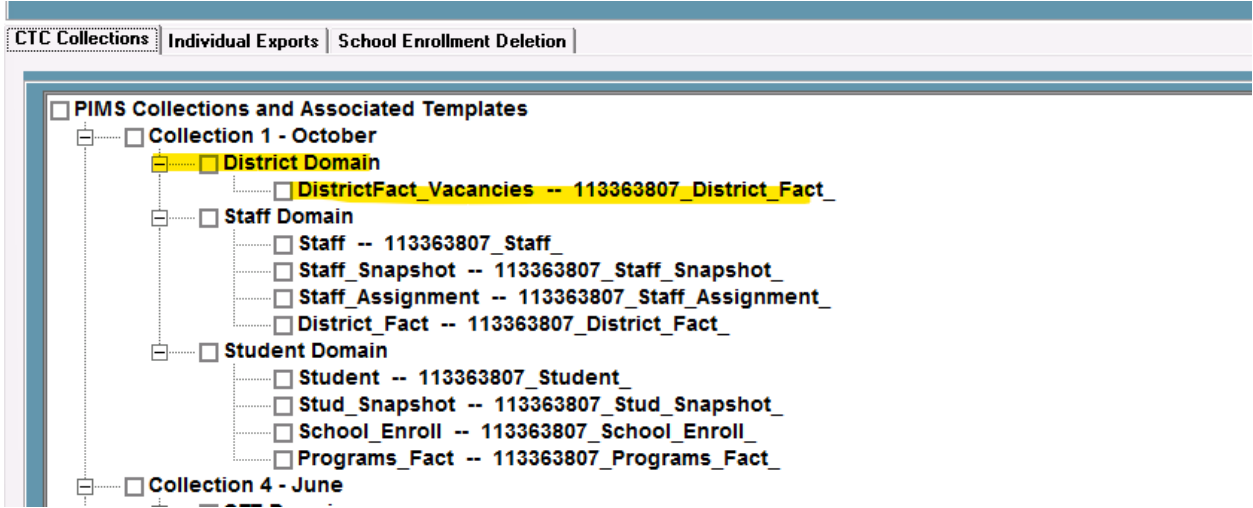 CTC Collections Individual Exports School Enrollment Deletion
PIMS Collections and Associated Templates
Collection 1 - October
District Domain
DistrictFact_Vacancies -- 113363807_District_Fact_
Staff Domain
Staff -- 113363807_Staff_
Staff_Snapshot -- 113363807_Staff_Snapshot_
Staff_Assignment -- 113363807_Staff_Assignment_
District_Fact -- 113363807_District_Fact_
Student Domain
Student -- 113363807_Student_
Stud_Snapshot -- 113363807_Stud_Snapshot_
School_Enroll -- 113363807_School_Enroll_
Programs_Fact -- 113363807_Programs_Fact_
Collection 4 - June